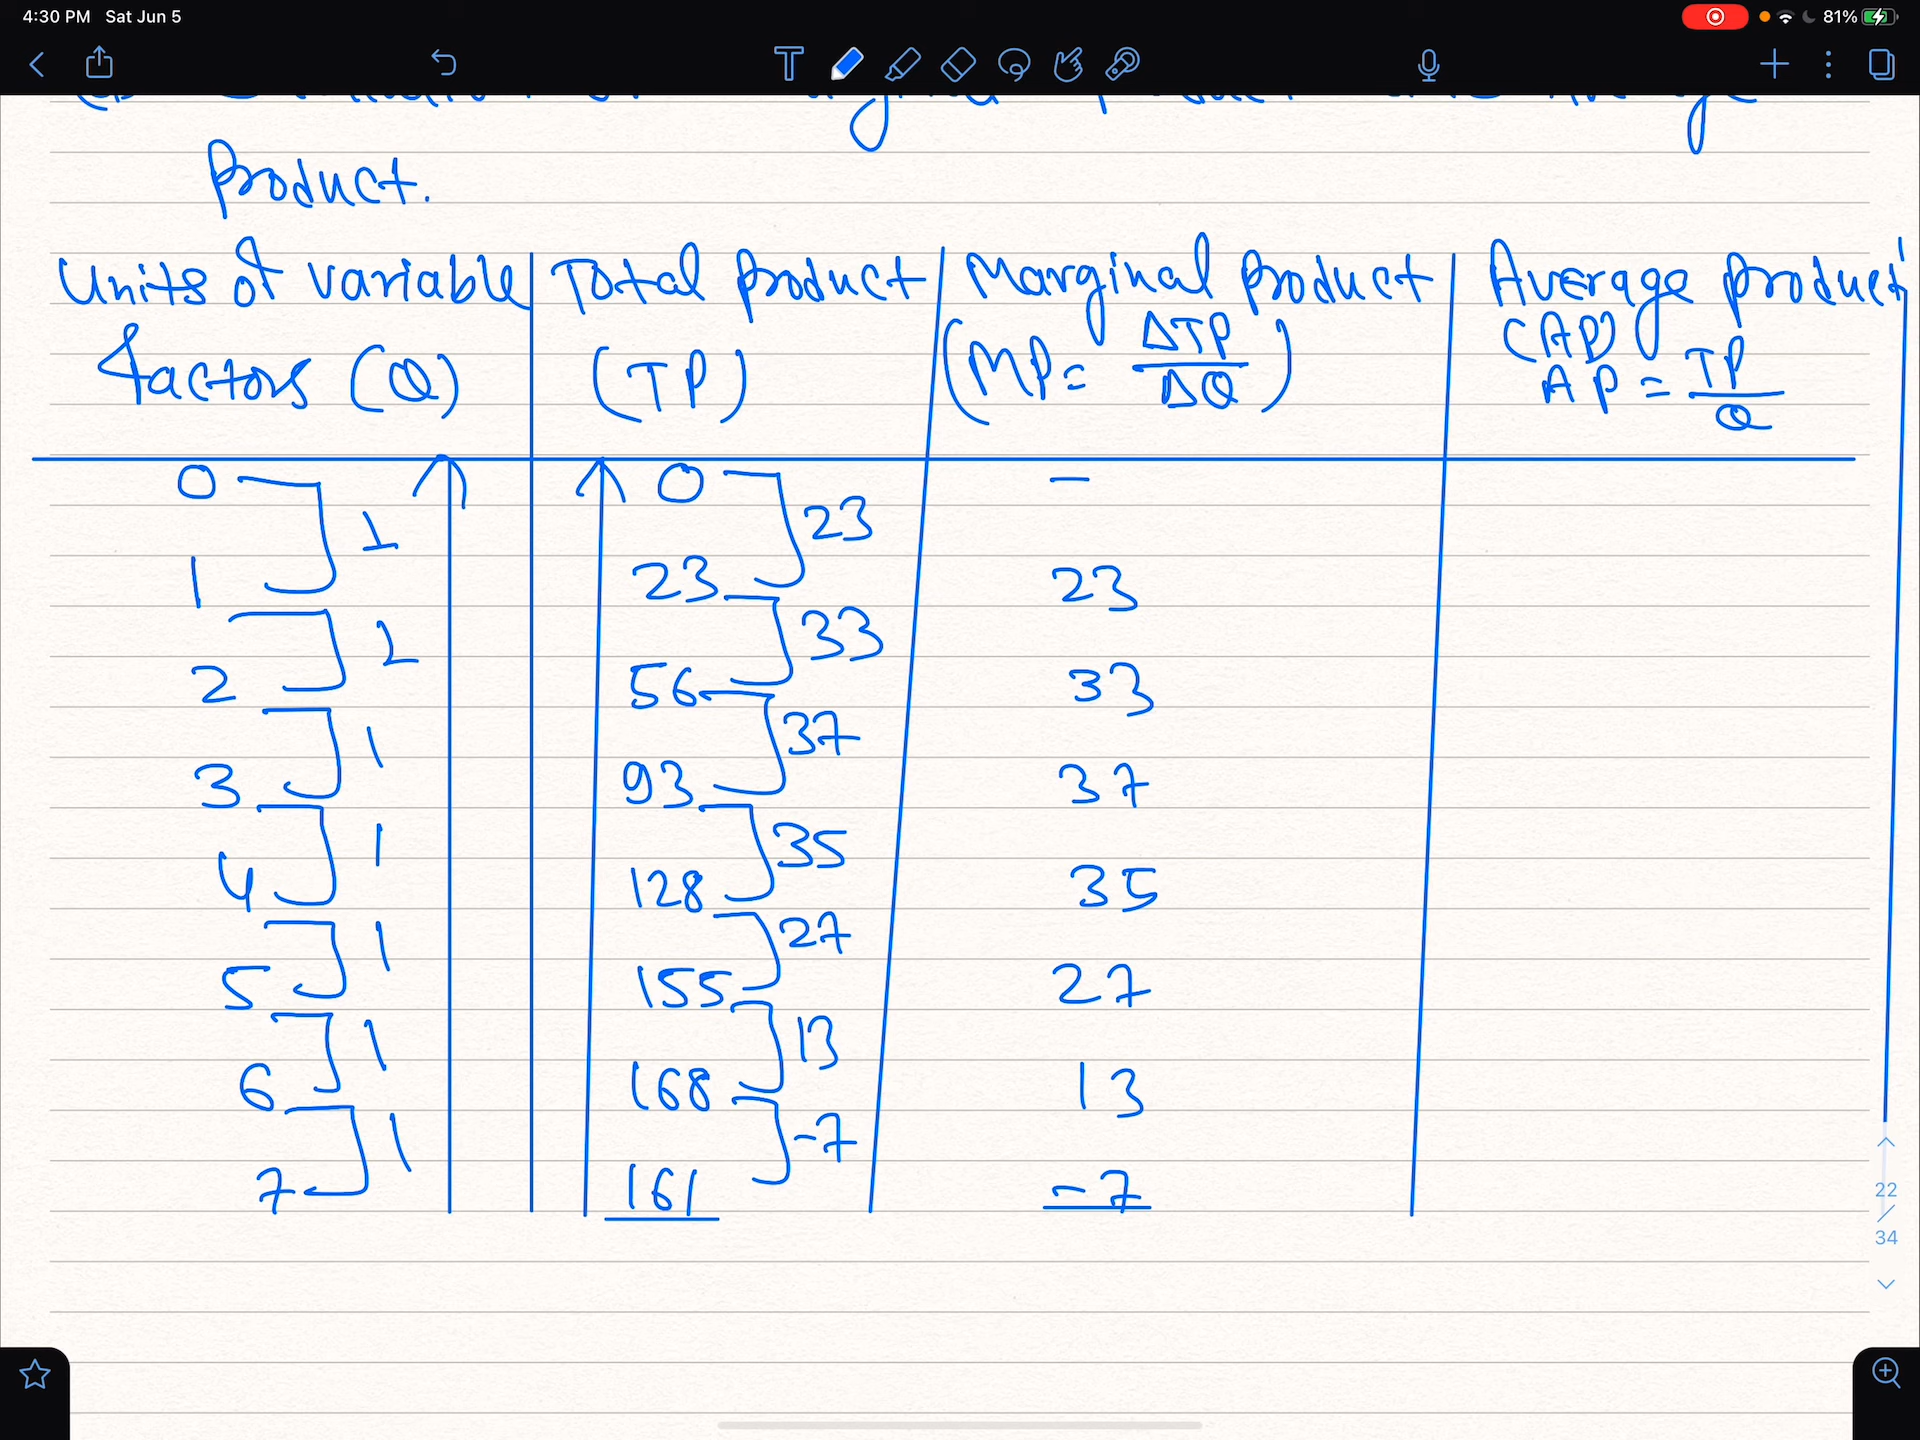 4:30 PM Sat Jun 5
81%
Product.
Units of variable factors (Q)
Total product (TP)
Marginal product (MP = ΔTP/ΔQ)
Average product (AP) AP = TP/Q
0 1 0 23 –
1 23 23
1 33
2 56 33
1 37
3 93 37
1 35
4 128 35
1 27
5 155 27
1 13
6 168 13
1 -7
7 161 -7
22
/
34